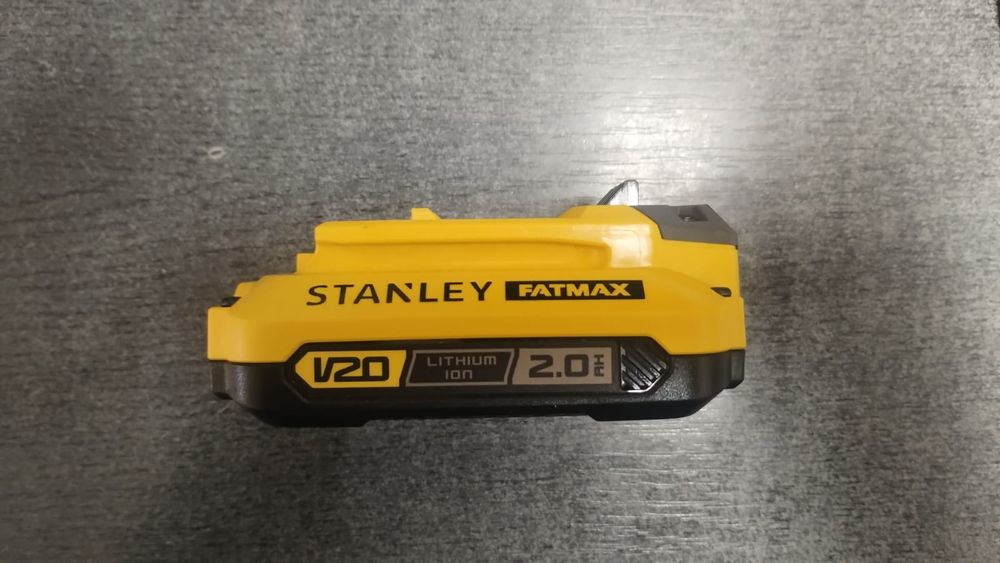 STANLEY FATMAX
V20 LITHIUM ION 2.0 AH